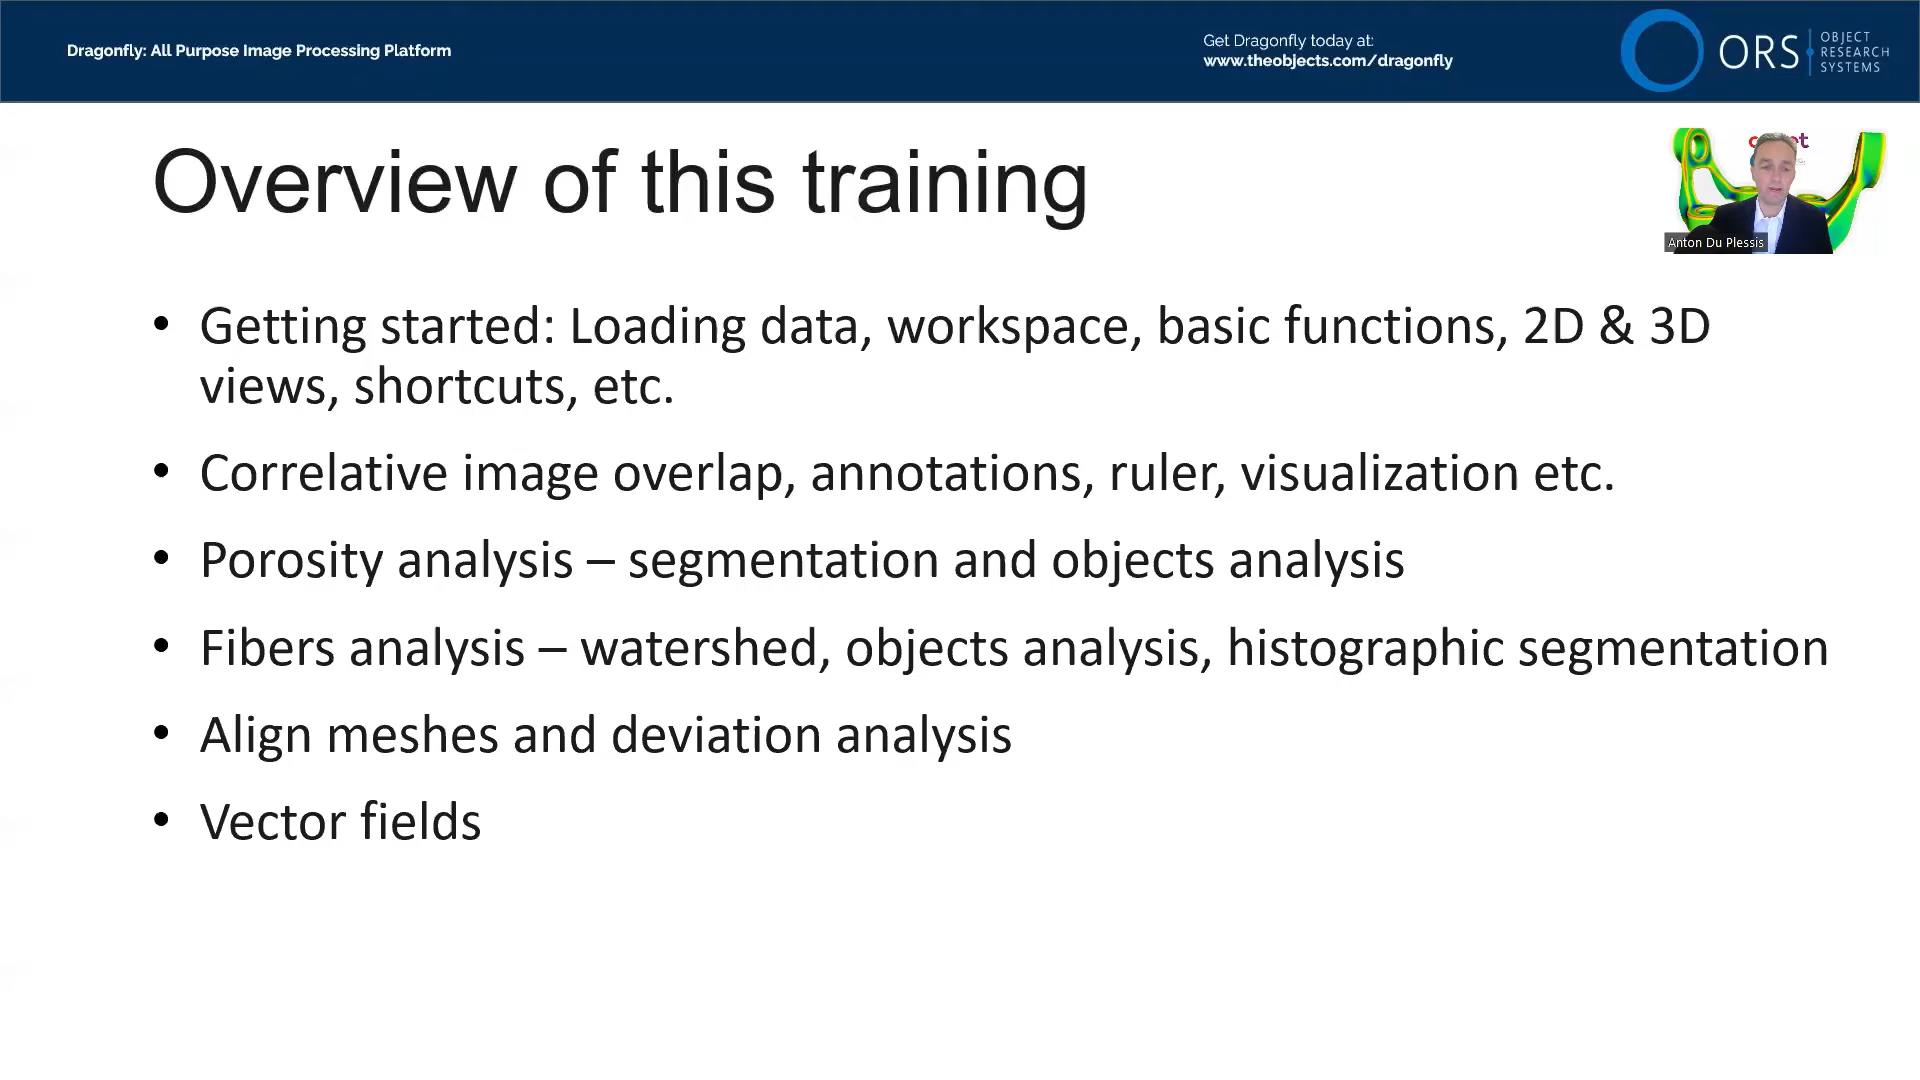 Dragonfly: All Purpose Image Processing Platform
Get Dragonfly today at:
www.theobjects.com/dragonfly
ORS
OBJECT
RESEARCH
SYSTEMS
Overview of this training
Anton Du Plessis
• Getting started: Loading data, workspace, basic functions, 2D & 3D
views, shortcuts, etc.
• Correlative image overlap, annotations, ruler, visualization etc.
• Porosity analysis – segmentation and objects analysis
• Fibers analysis – watershed, objects analysis, histographic segmentation
• Align meshes and deviation analysis
• Vector fields